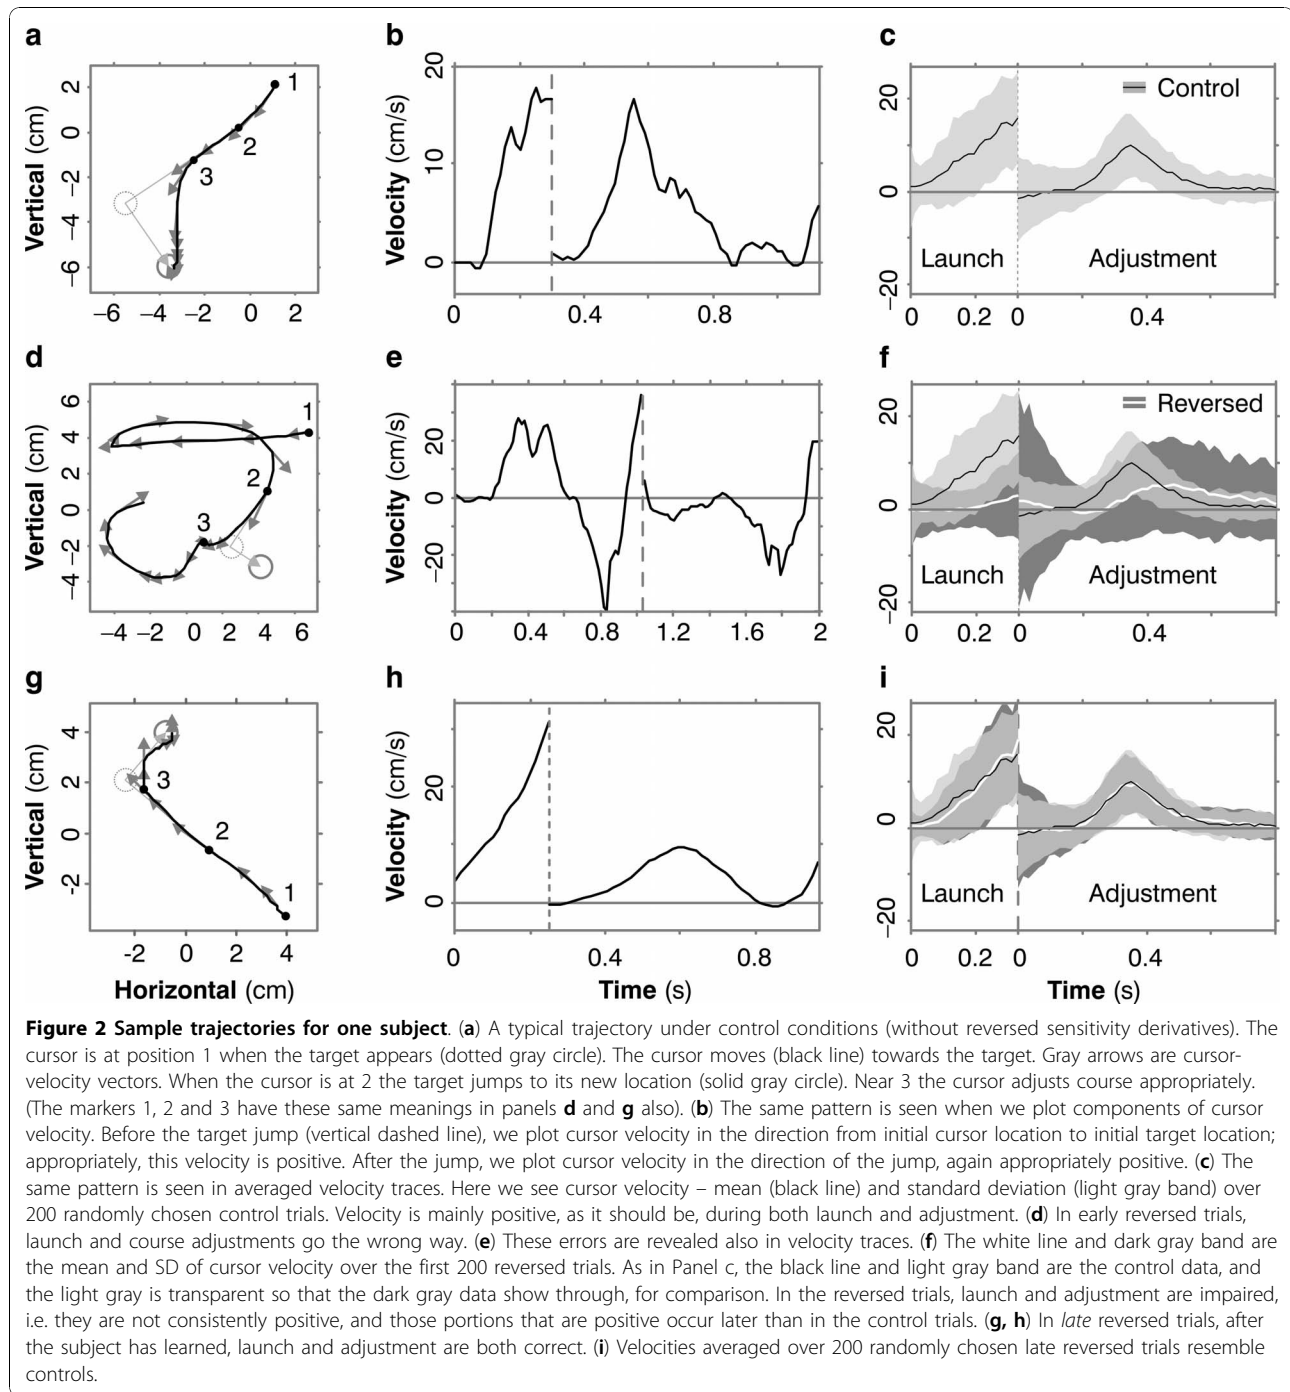 a
b
c
Vertical (cm)
2
0
−2
−4
−6
1
2
3
−6
−4
−2
0
2
Velocity (cm/s)
20
10
0
0
0.4
0.8
20
0
−20
Control
Launch
Adjustment
0
0.2
0
0.4
d
e
f
Vertical (cm)
6
4
2
0
−2
−4
1
2
3
−4
−2
0
2
4
6
Velocity (cm/s)
20
0
−20
0
0.4
0.8
1.2
1.6
2
20
0
−20
Reversed
Launch
Adjustment
0
0.2
0
0.4
g
h
i
Vertical (cm)
4
2
0
-2
3
2
1
-2
0
2
4
Horizontal (cm)
Velocity (cm/s)
20
0
0
0.4
0.8
Time (s)
20
0
−20
Launch
Adjustment
0
0.2
0
0.4
Time (s)
Figure 2 Sample trajectories for one subject. (a) A typical trajectory under control conditions (without reversed sensitivity derivatives). The
cursor is at position 1 when the target appears (dotted gray circle). The cursor moves (black line) towards the target. Gray arrows are cursor-
velocity vectors. When the cursor is at 2 the target jumps to its new location (solid gray circle). Near 3 the cursor adjusts course appropriately.
(The markers 1, 2 and 3 have these same meanings in panels d and g also). (b) The same pattern is seen when we plot components of cursor
velocity. Before the target jump (vertical dashed line), we plot cursor velocity in the direction from initial cursor location to initial target location;
appropriately, this velocity is positive. After the jump, we plot cursor velocity in the direction of the jump, again appropriately positive. (c) The
same pattern is seen in averaged velocity traces. Here we see cursor velocity – mean (black line) and standard deviation (light gray band) over
200 randomly chosen control trials. Velocity is mainly positive, as it should be, during both launch and adjustment. (d) In early reversed trials,
launch and course adjustments go the wrong way. (e) These errors are revealed also in velocity traces. (f) The white line and dark gray band are
the mean and SD of cursor velocity over the first 200 reversed trials. As in Panel c, the black line and light gray band are the control data, and
the light gray is transparent so that the dark gray data show through, for comparison. In the reversed trials, launch and adjustment are impaired,
i.e. they are not consistently positive, and those portions that are positive occur later than in the control trials. (g, h) In late reversed trials, after
the subject has learned, launch and adjustment are both correct. (i) Velocities averaged over 200 randomly chosen late reversed trials resemble
controls.